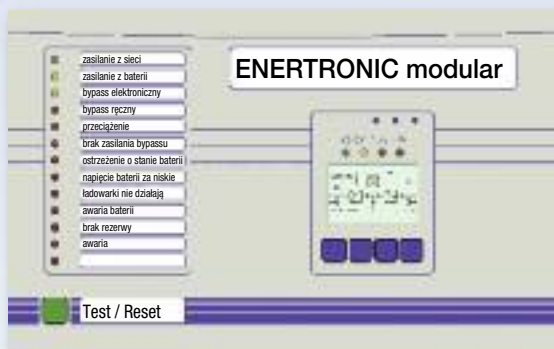 zasilanie z sieci
zasilanie z baterii
bypass elektroniczny
bypass ręczny
przeciążenie
brak zasilania bypassu
ostrzeżenie o stanie baterii
napięcie baterii za niskie
ładowarki nie działają
awaria baterii
brak rezerwy
awaria
ENERTRONIC modular
Test / Reset